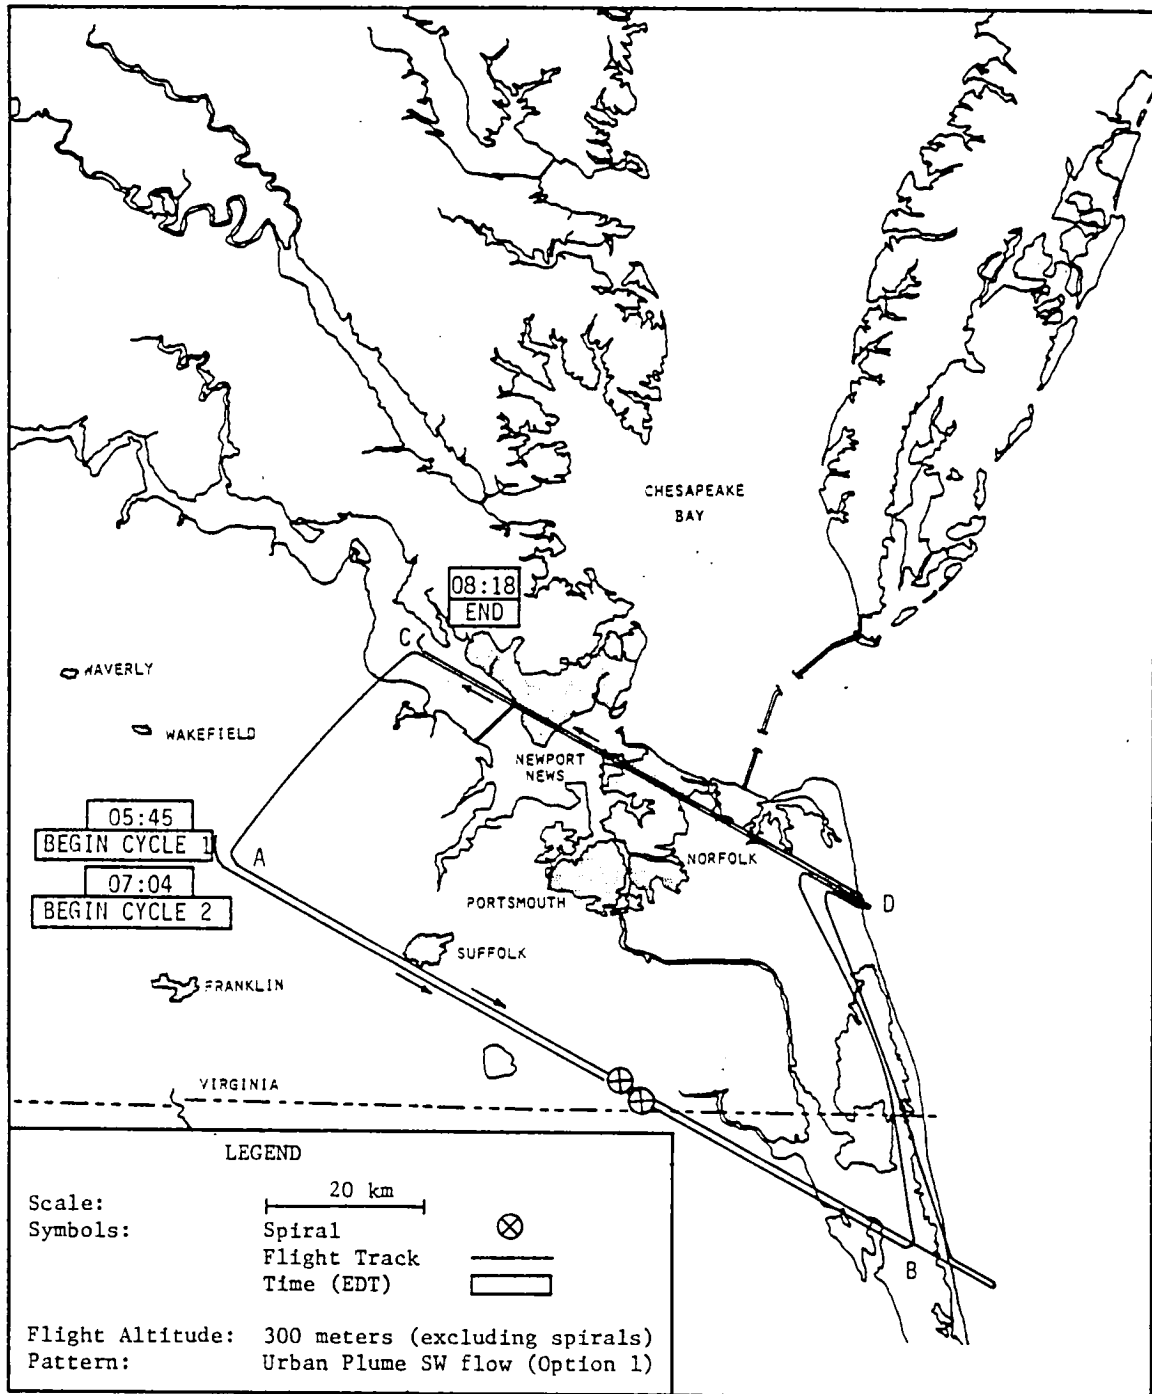 CHESAPEAKE
BAY
08:18
END
C
WAVERLY
WAKEFIELD
NEWPORT
NEWS
05:45
BEGIN CYCLE 1
A
NORFOLK
07:04
BEGIN CYCLE 2
PORTSMOUTH
D
SUFFOLK
FRANKLIN
VIRGINIA
B
LEGEND
Scale: 20 km
Symbols: Spiral
Flight Track
Time (EDT)
Flight Altitude: 300 meters (excluding spirals)
Pattern: Urban Plume SW flow (Option 1)